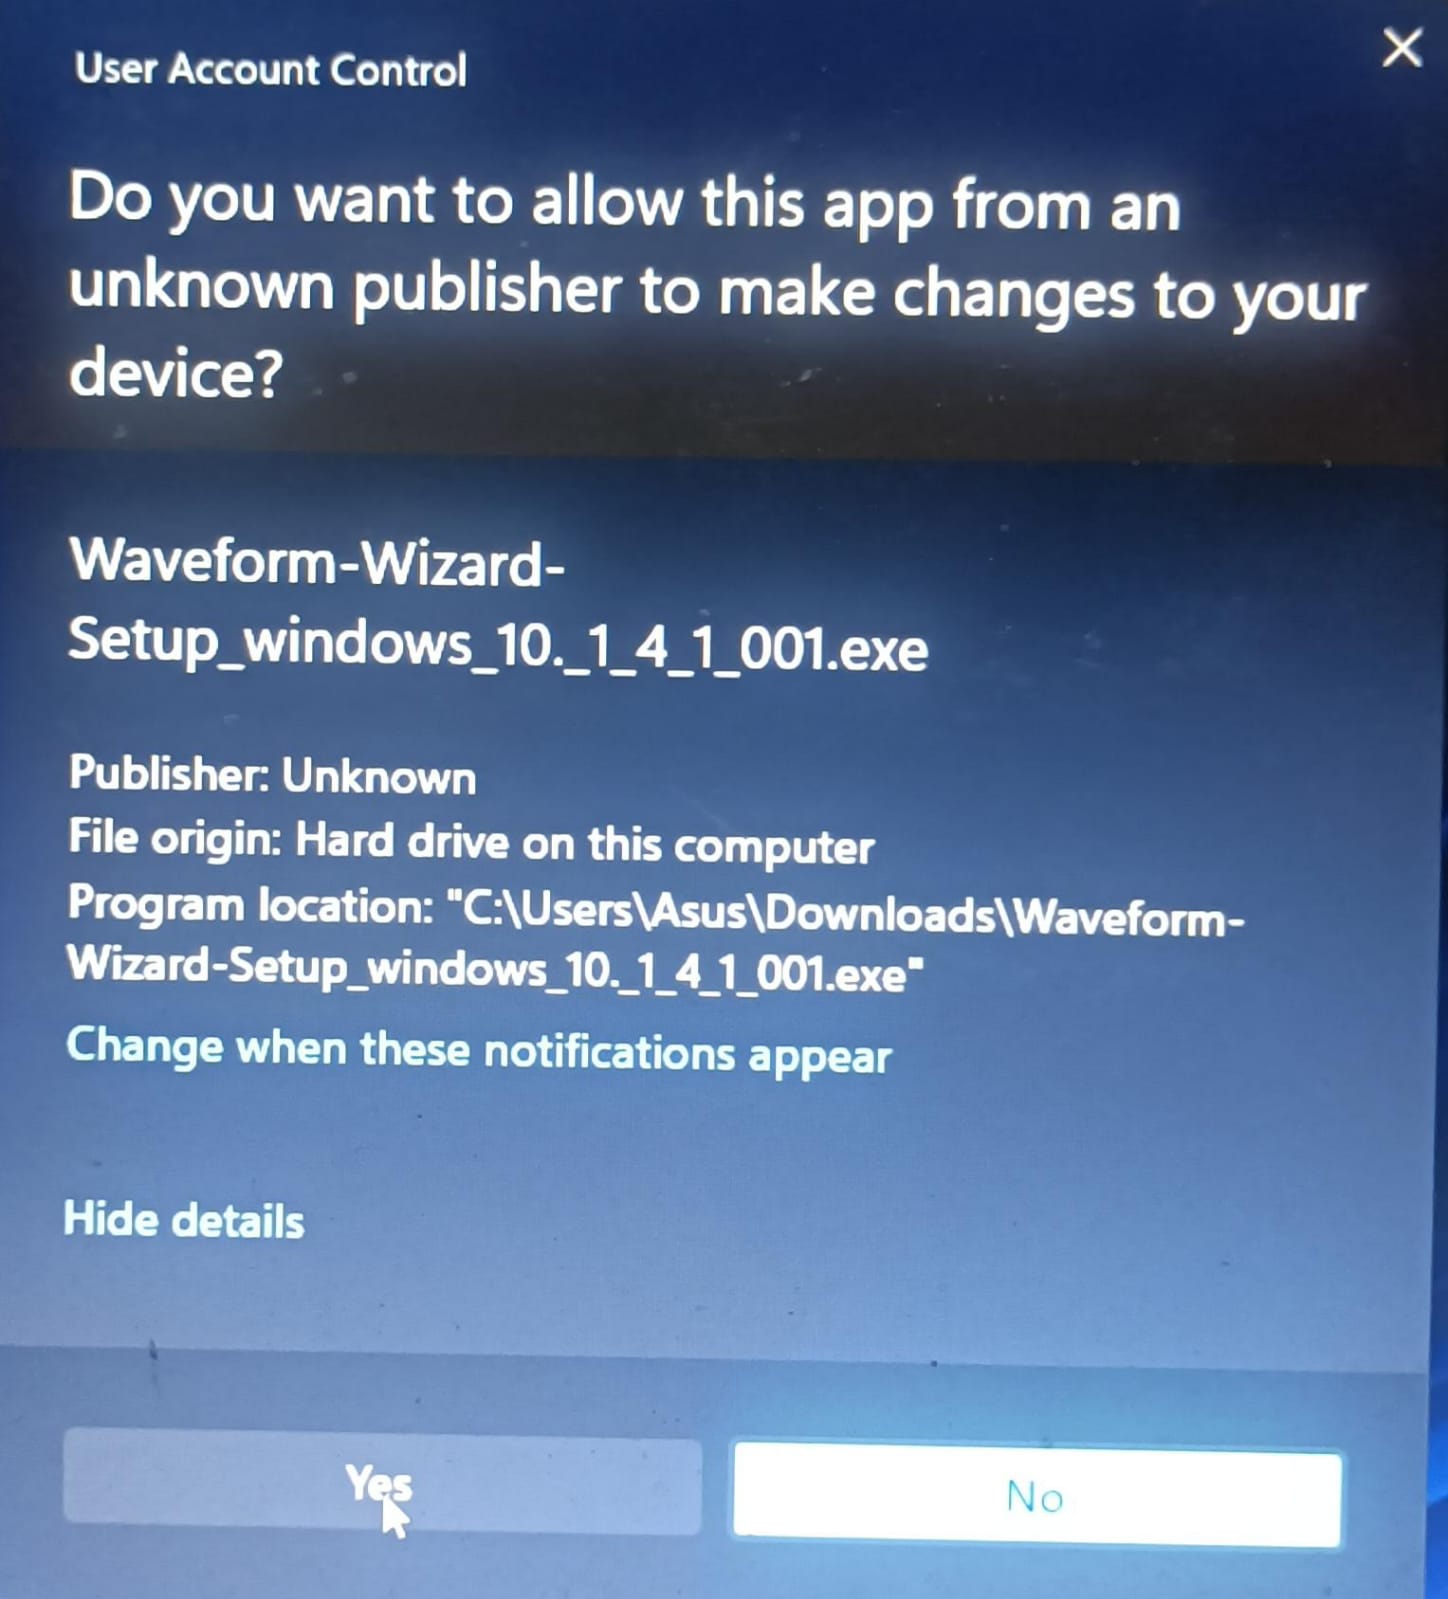 User Account Control
Do you want to allow this app from an
unknown publisher to make changes to your
device?
Waveform-Wizard-
Setup_windows_10._1_4_1_001.exe
Publisher: Unknown
File origin: Hard drive on this computer
Program location: "C:\Users\Asus\Downloads\Waveform-
Wizard-Setup_windows_10._1_4_1_001.exe"
Change when these notifications appear
Hide details
Yes
No